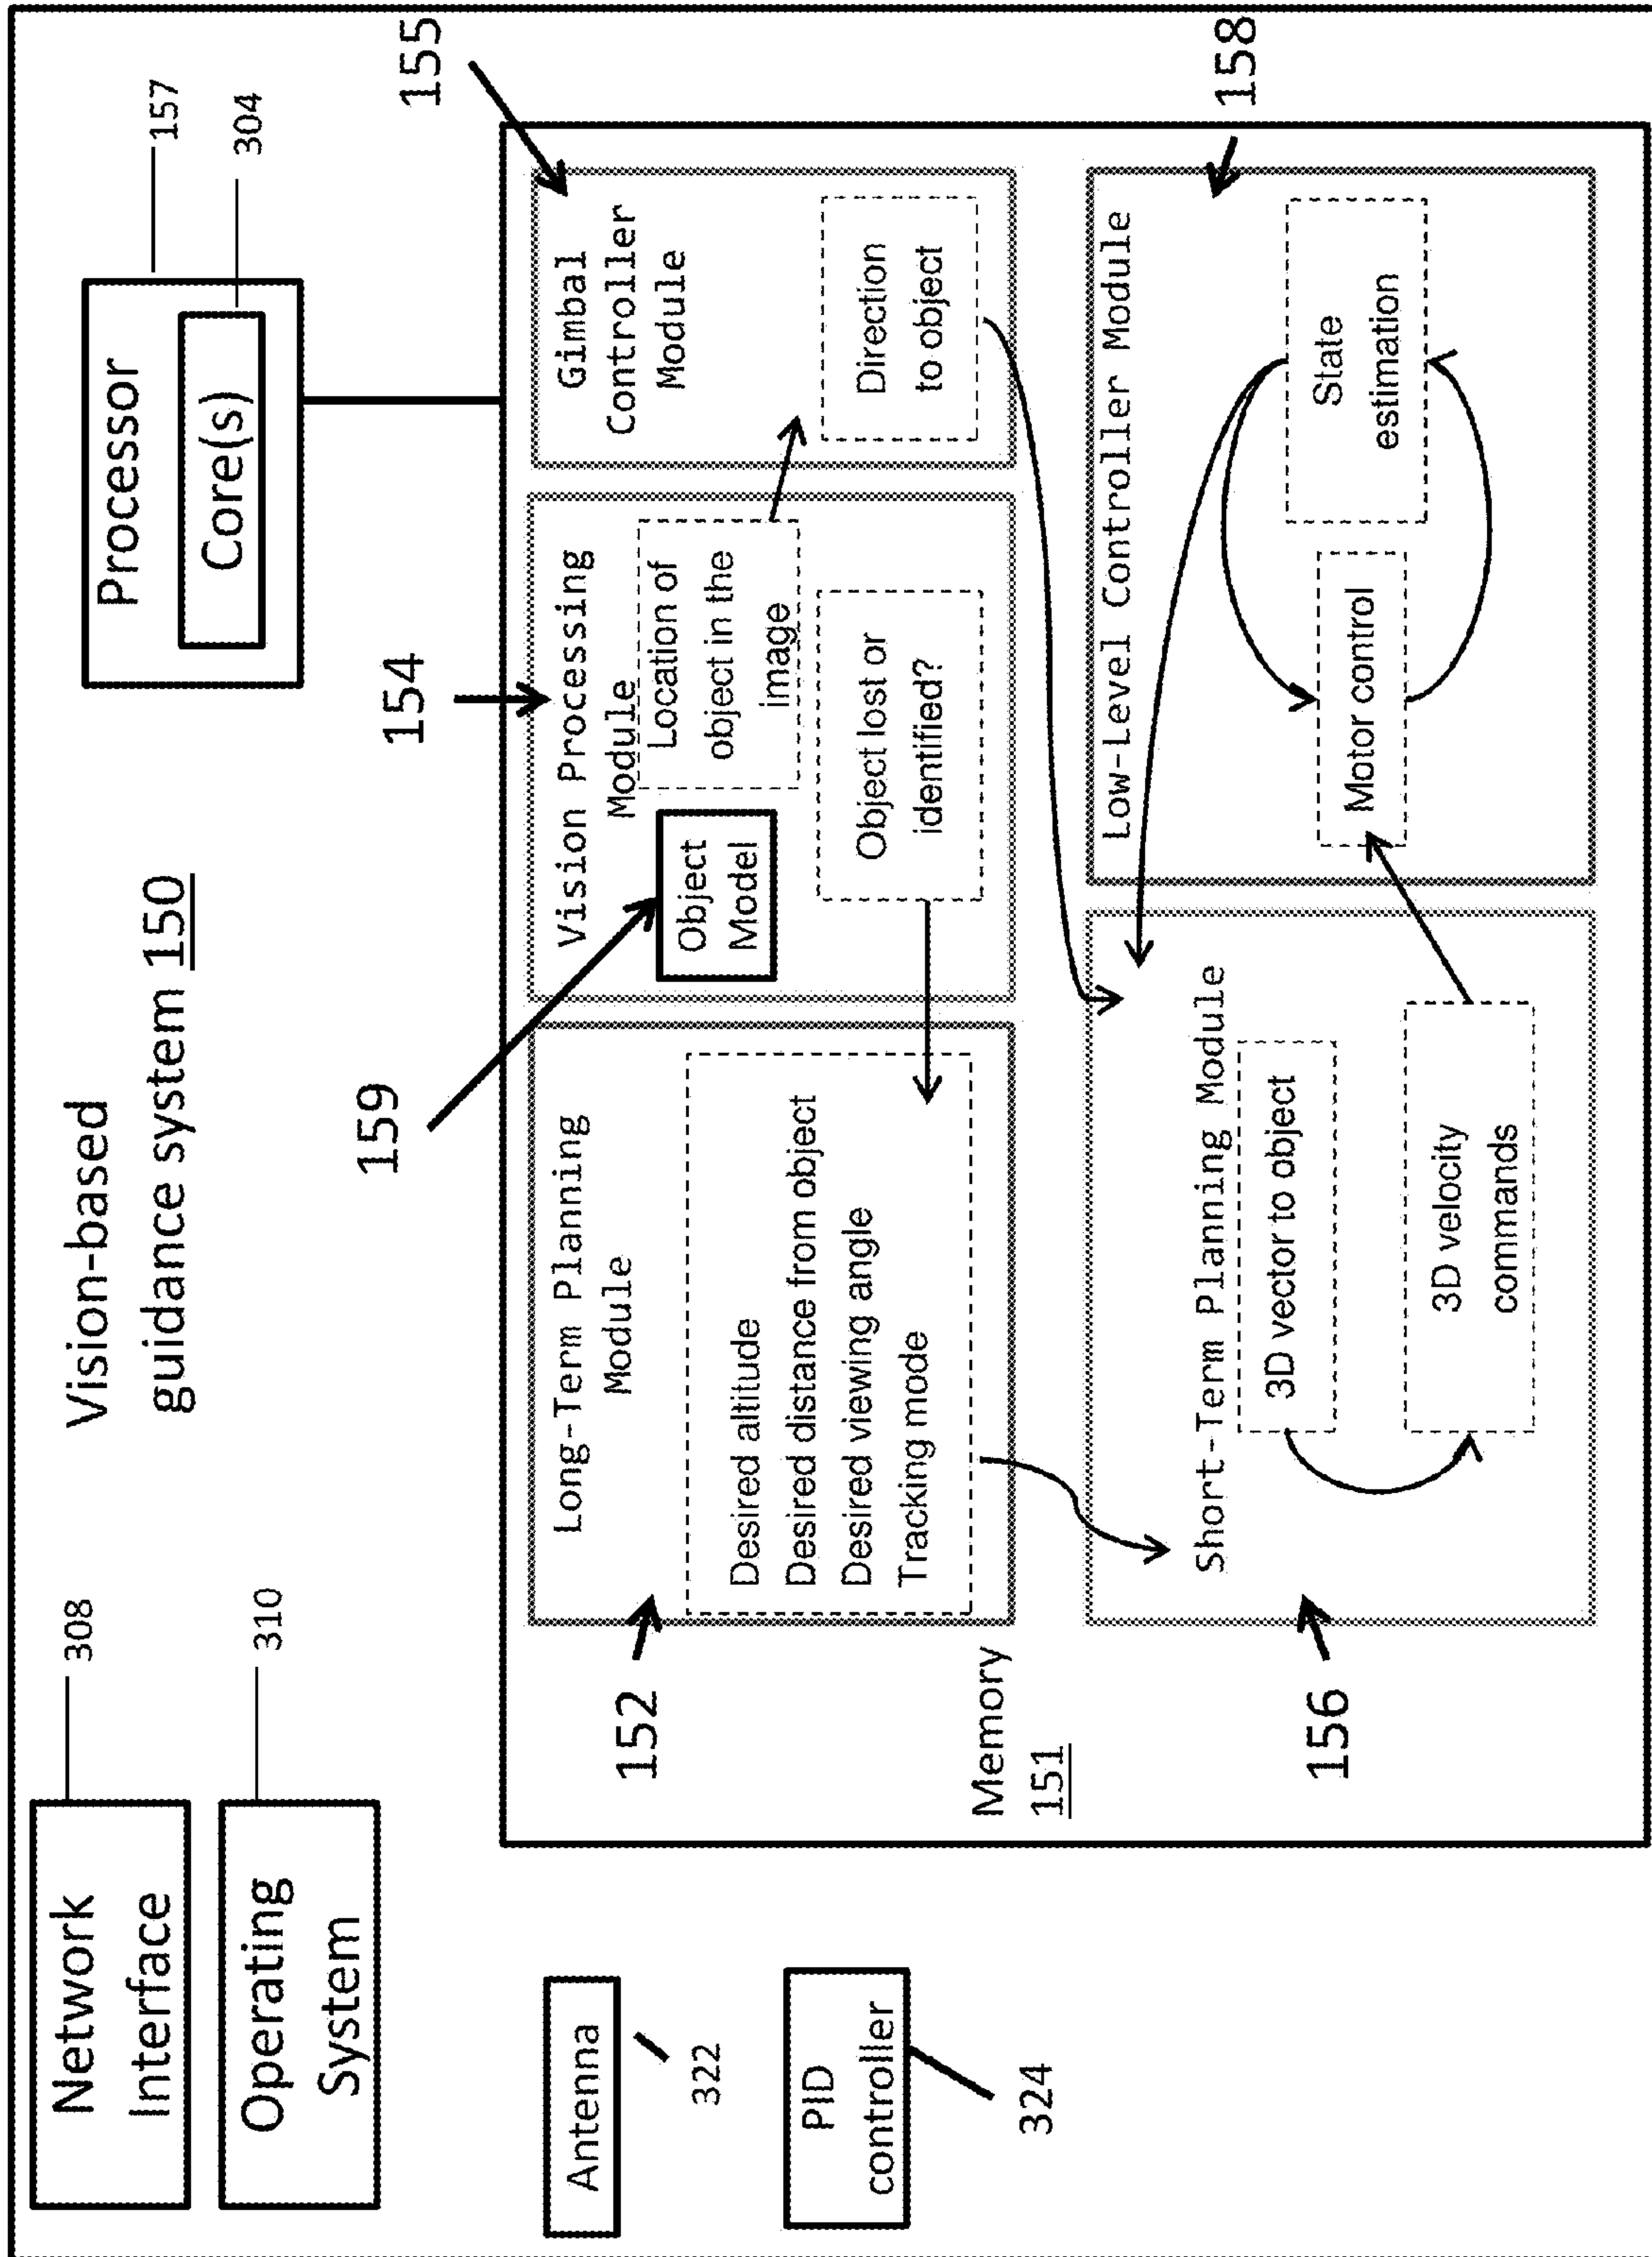 Network
Interface
308
Operating
System
310
Vision-based
guidance system 150
Processor
157
Core(s)
304
Antenna
322
PID
controller
324
Memory
151
152
Long-Term Planning
Module
Desired altitude
Desired distance from object
Desired viewing angle
Tracking mode
159
154
Vision Processing
Module
Object
Model
Location of
object in the
image
Object lost or
identified?
155
Gimbal
Controller
Module
Direction
to object
156
Short-Term Planning Module
3D vector to object
3D velocity
commands
158
Low-Level Controller Module
Motor control
State
estimation